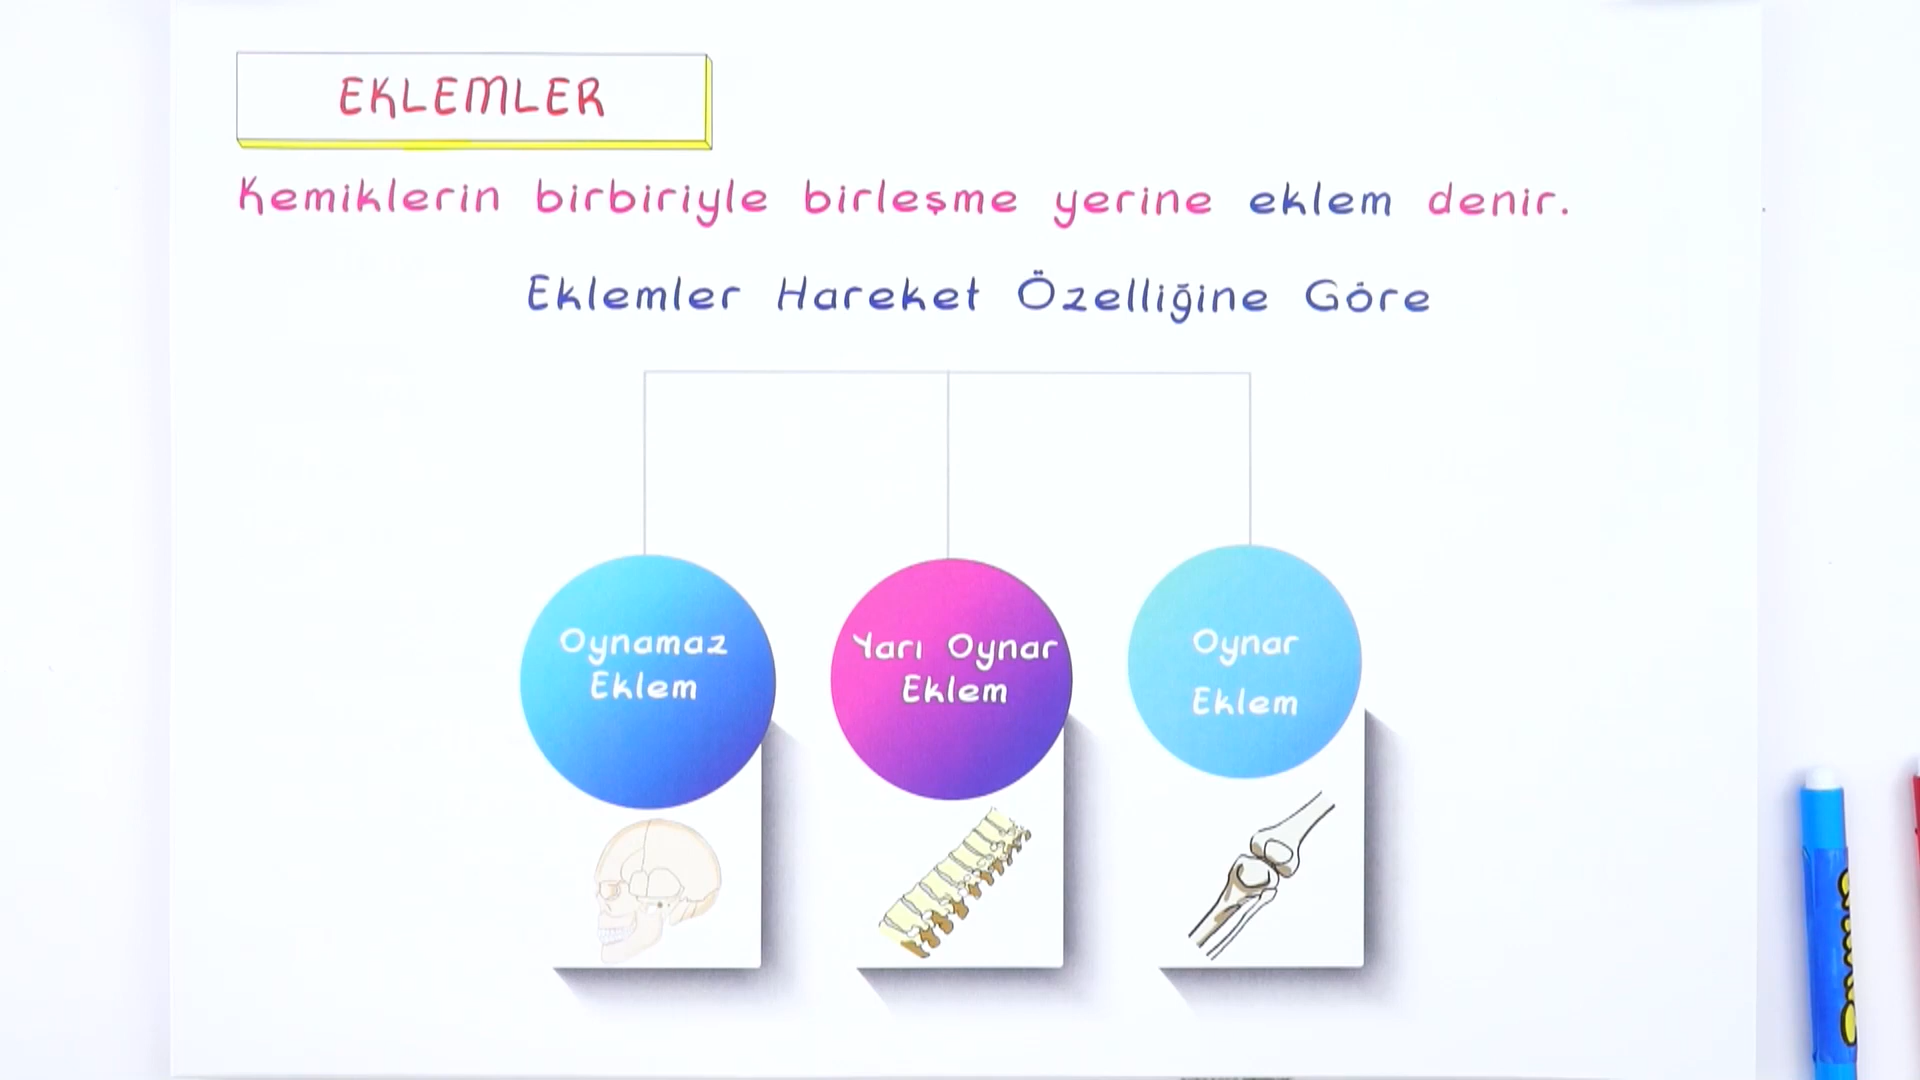 EKLEMLER
Kemiklerin birbiriyle birleşme yerine eklem denir.
Eklemler Hareket Özelliğine Göre
Oynamaz
Eklem
Yarı Oynar
Eklem
Oynar
Eklem